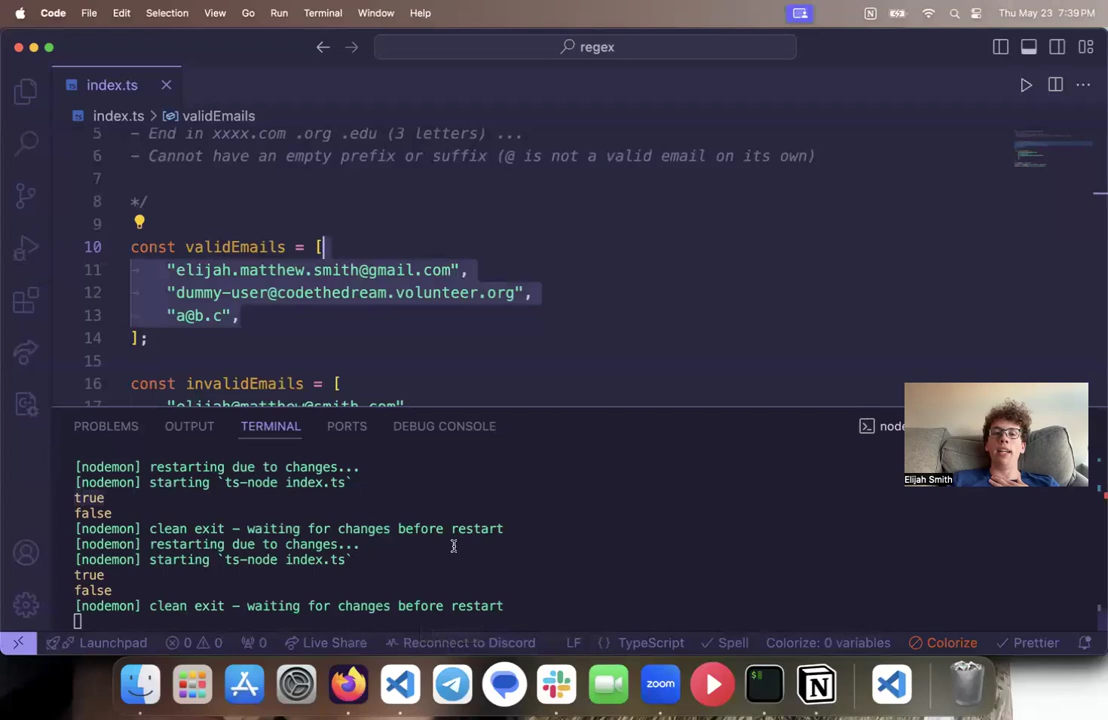 Code File Edit Selection View Go Run Terminal Window Help Thu May 23 7:39 PM
regex
index.ts
index.ts > validEmails
5 - End in xxxx.com .org .edu (3 letters) ...
6 - Cannot have an empty prefix or suffix (@ is not a valid email on its own)
7
8 */
9
10 const validEmails = [
11 "elijah.matthew.smith@gmail.com",
12 "dummy-user@codethedream.volunteer.org",
13 "a@b.c",
14 ];
15
16 const invalidEmails = [
17 "elijah@matthew@smith.com"
PROBLEMS OUTPUT TERMINAL PORTS DEBUG CONSOLE node
[nodemon] restarting due to changes...
[nodemon] starting `ts-node index.ts`
true
false
[nodemon] clean exit - waiting for changes before restart
[nodemon] restarting due to changes...
[nodemon] starting `ts-node index.ts`
true
false
[nodemon] clean exit - waiting for changes before restart
Elijah Smith
Launchpad 0 0 0 Live Share Reconnect to Discord LF {} TypeScript Spell Colorize: 0 variables Colorize Prettier
zoom